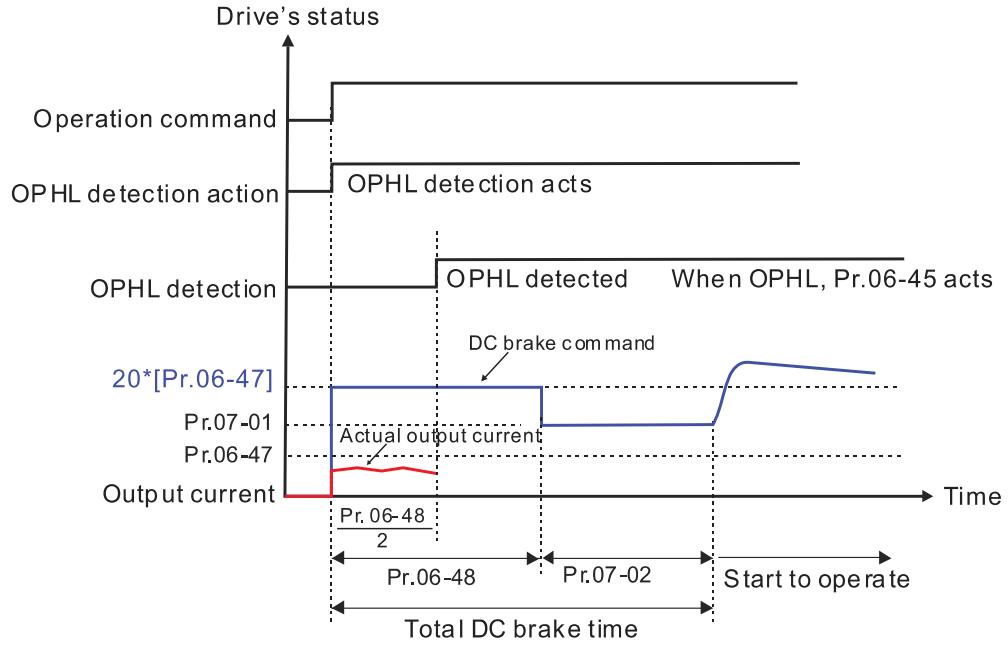 Drive's status
Operation command
OPHL detection action
OPHL detection acts
OPHL detection
OPHL detected
When OPHL, Pr.06-45 acts
DC brake command
20*[Pr.06-47]
Pr.07-01
Actual output current
Pr.06-47
Output current
Time
Pr. 06-48
2
Pr.06-48
Pr.07-02
Start to operate
Total DC brake time